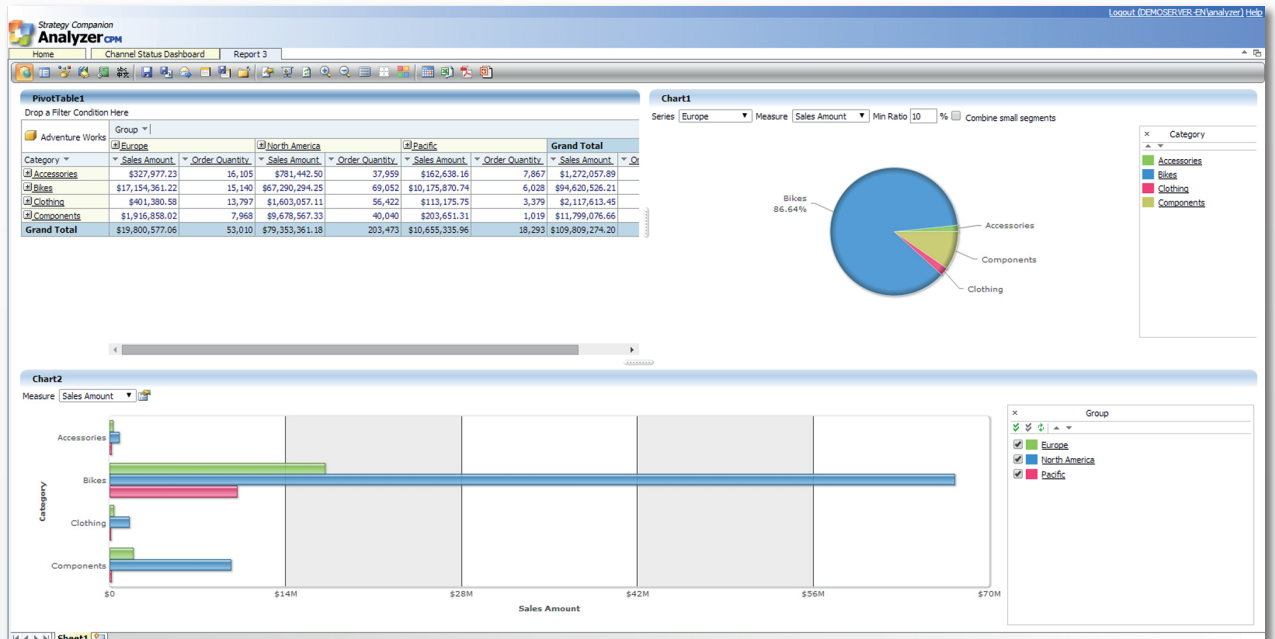 Logout (DEMOSERVER-EN\analyzer) Help
Strategy Companion
Analyzer CPM
Home Channel Status Dashboard Report 3
PivotTable1
Drop a Filter Condition Here
Adventure Works Group
Europe North America Pacific Grand Total
Category Sales Amount Order Quantity Sales Amount Order Quantity Sales Amount Order Quantity Sales Amount Or
Accessories $327,977.23 16,105 $781,442.50 37,959 $162,638.16 7,867 $1,272,057.89
Bikes $17,154,361.22 15,140 $67,290,294.25 69,052 $10,175,870.74 6,028 $94,620,526.21
Clothing $401,380.58 13,797 $1,603,057.11 56,422 $113,175.75 3,379 $2,117,613.45
Components $1,916,858.02 7,968 $9,678,567.33 40,040 $203,651.31 1,019 $11,799,076.66
Grand Total $19,800,577.06 53,010 $79,353,361.18 203,473 $10,655,335.96 18,293 $109,809,274.20
Chart1
Series Europe Measure Sales Amount Min Ratio 10 % Combine small segments
Bikes
86.64%
Accessories
Components
Clothing
× Category
Accessories
Bikes
Clothing
Components
Chart2
Measure Sales Amount
Category
Accessories
Bikes
Clothing
Components
$0 $14M $28M $42M $56M $70M
Sales Amount
× Group
Europe
North America
Pacific
Sheet1